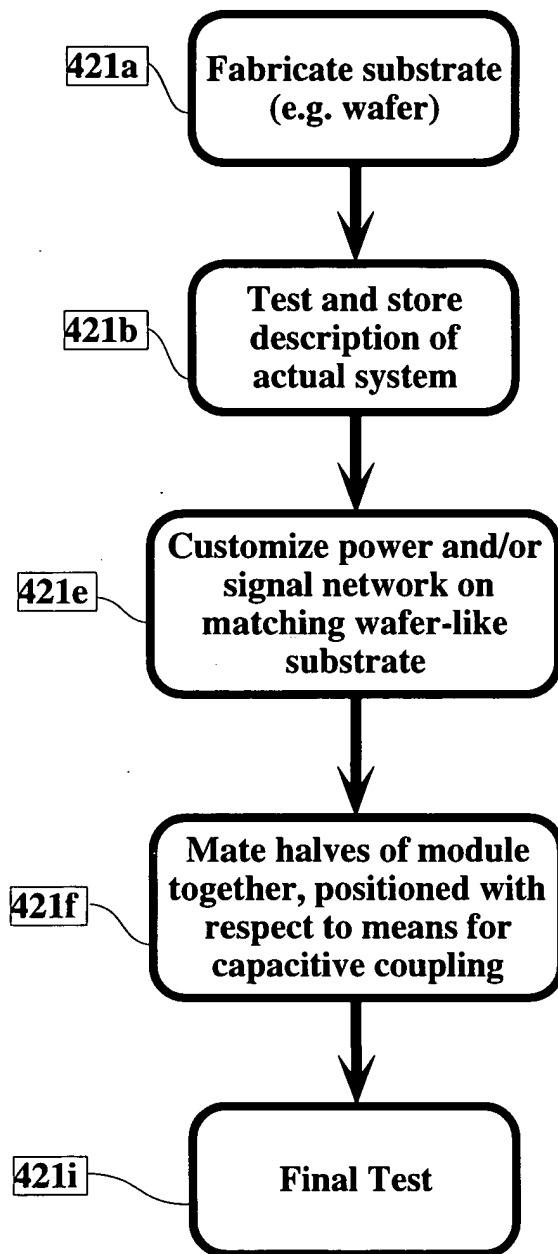 421a
Fabricate substrate
(e.g. wafer)
421b
Test and store
description of
actual system
421e
Customize power and/or
signal network on
matching wafer-like
substrate
421f
Mate halves of module
together, positioned with
respect to means for
capacitive coupling
421i
Final Test